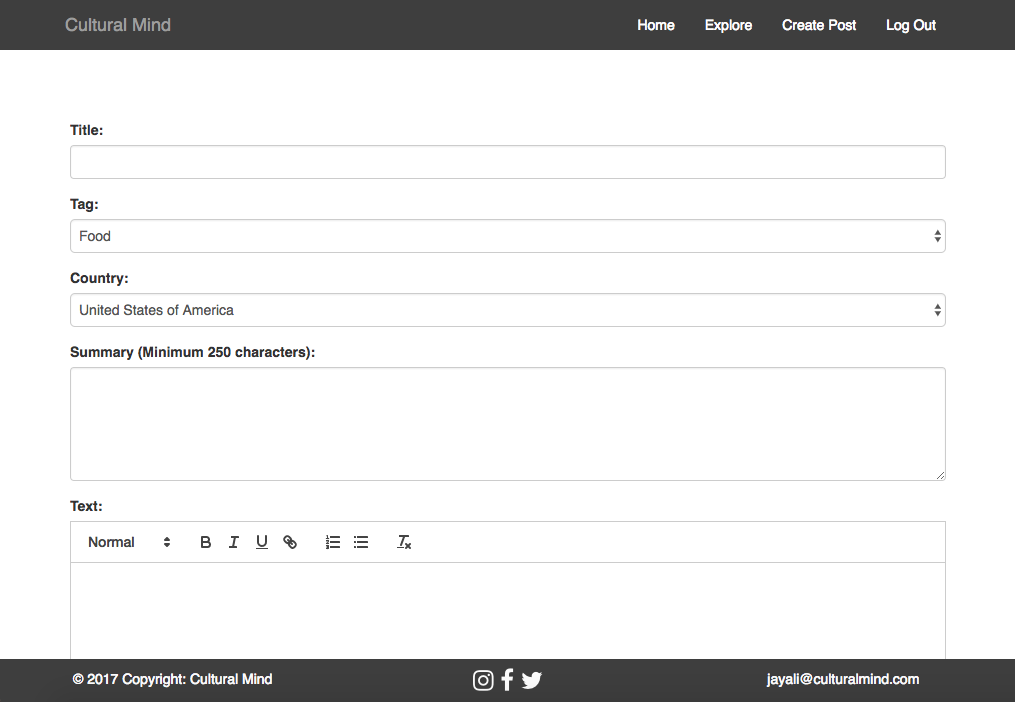 Cultural Mind Home Explore Create Post Log Out
Title:
Tag:
Food
Country:
United States of America
Summary (Minimum 250 characters):
Text:
Normal B I U
© 2017 Copyright: Cultural Mind jayali@culturalmind.com